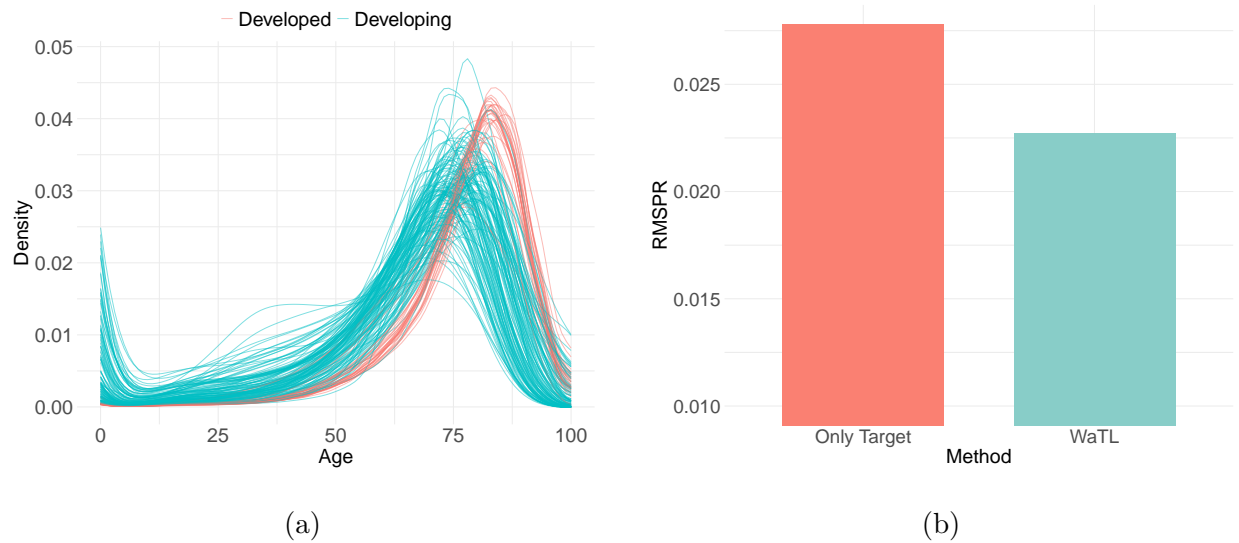 Developed Developing
0.05
0.04
0.03
0.02
0.01
0.00
Density
0 25 50 75 100
Age
(a)
0.025
0.020
0.015
0.010
RMSPR
Only Target WaTL
Method
(b)